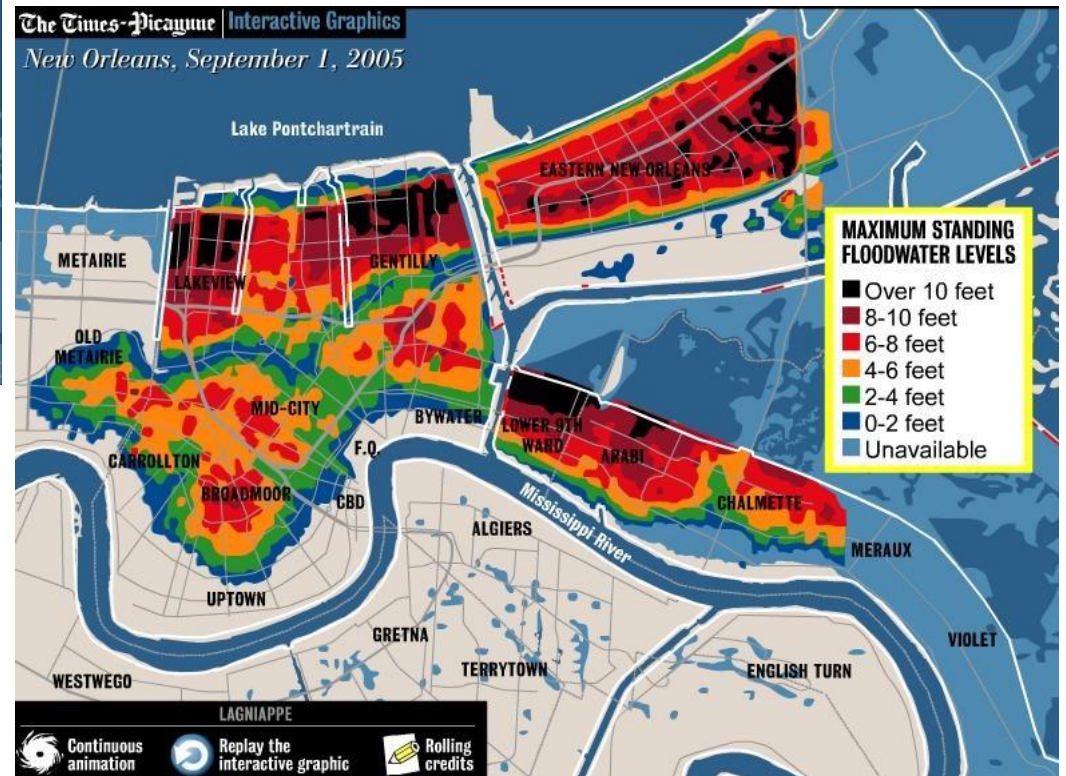 The Times-Picayune Interactive Graphics
New Orleans, September 1, 2005
Lake Pontchartrain
EASTERN NEW ORLEANS
METAIRIE
GENTILLY
LAKEVIEW
OLD
METAIRIE
MID-CITY
BYWATER
LOWER 9TH
WARD
F.Q.
CARROLLTON
ARABI
BROADMOOR
CBD
CHALMETTE
Mississippi River
ALGIERS
MERAUX
UPTOWN
GRETNA
VIOLET
TERRYTOWN
ENGLISH TURN
WESTWEGO
MAXIMUM STANDING
FLOODWATER LEVELS
Over 10 feet
8-10 feet
6-8 feet
4-6 feet
2-4 feet
0-2 feet
Unavailable
LAGNIAPPE
Continuous
animation
Replay the
interactive graphic
Rolling
credits